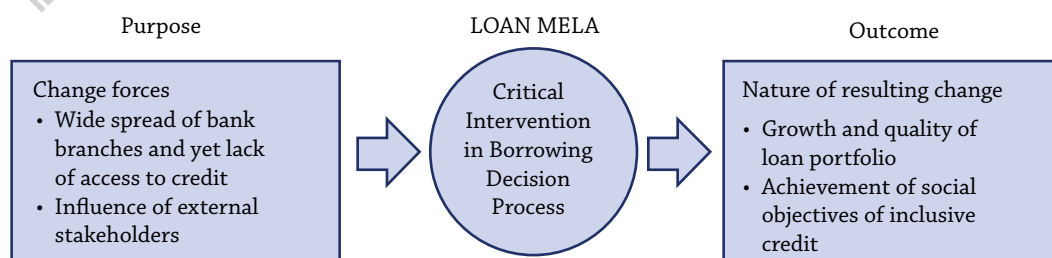 Purpose
LOAN MELA
Outcome
Change forces
• Wide spread of bank
branches and yet lack
of access to credit
• Influence of external
stakeholders
Critical
Intervention
in Borrowing
Decision
Process
Nature of resulting change
• Growth and quality of
loan portfolio
• Achievement of social
objectives of inclusive
credit